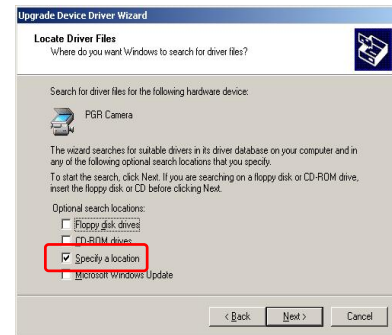 Upgrade Device Driver Wizard
Locate Driver Files
Where do you want Windows to search for driver files?
Search for driver files for the following hardware device:
PGR Camera
The wizard searches for suitable drivers in its driver database on your computer and in
any of the following optional search locations that you specify.
To start the search, click Next. If you are searching on a floppy disk or CD-ROM drive,
insert the floppy disk or CD before clicking Next.
Optional search locations:
Floppy disk drives
CD-ROM drives
Specify a location
Microsoft Windows Update
< Back Next > Cancel